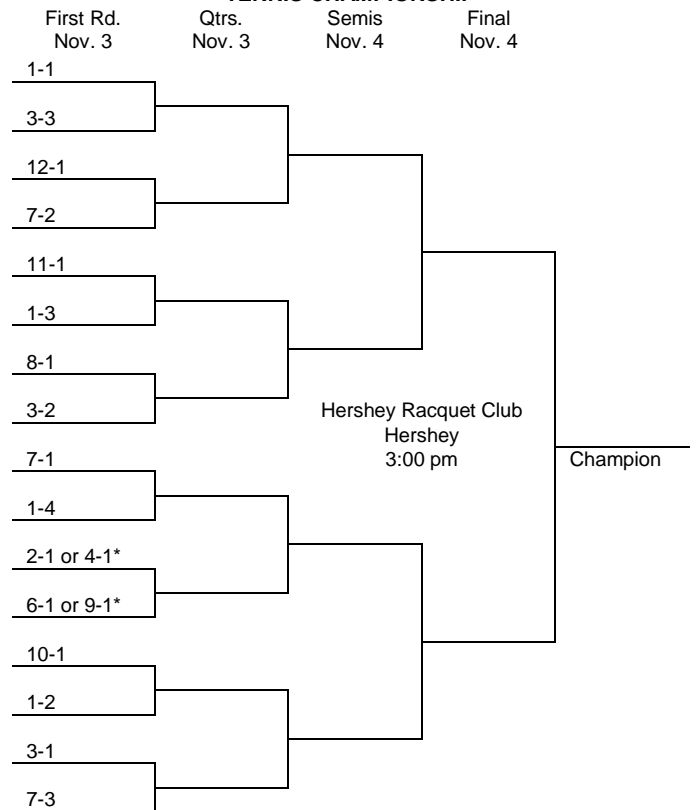 First Rd. Qtrs. Semis Final
Nov. 3 Nov. 3 Nov. 4 Nov. 4
1-1
3-3
12-1
7-2
11-1
1-3
8-1
3-2
Hershey Racquet Club
Hershey
3:00 pm
Champion
7-1
1-4
2-1 or 4-1*
6-1 or 9-1*
10-1
1-2
3-1
7-3